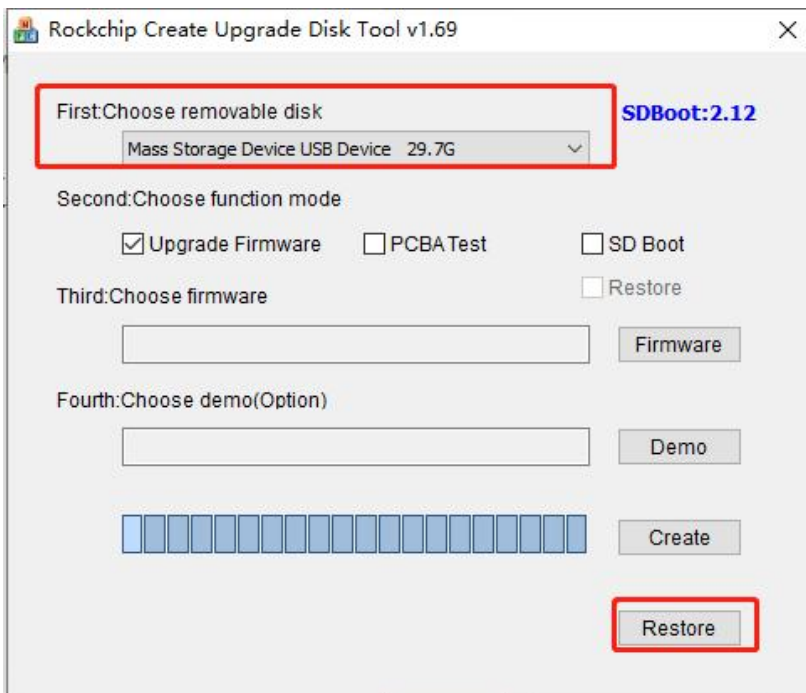 Rockchip Create Upgrade Disk Tool v1.69
First:Choose removable disk
SDBoot:2.12
Mass Storage Device USB Device 29.7G
Second:Choose function mode
Upgrade Firmware PCBA Test SD Boot
Third:Choose firmware
Restore
Firmware
Fourth:Choose demo(Option)
Demo
Create
Restore